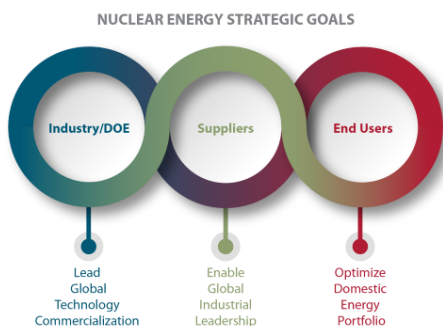 NUCLEAR ENERGY STRATEGIC GOALS
Industry/DOE
Suppliers
End Users
Lead
Global
Technology
Commercialization
Enable
Global
Industrial
Leadership
Optimize
Domestic
Energy
Portfolio